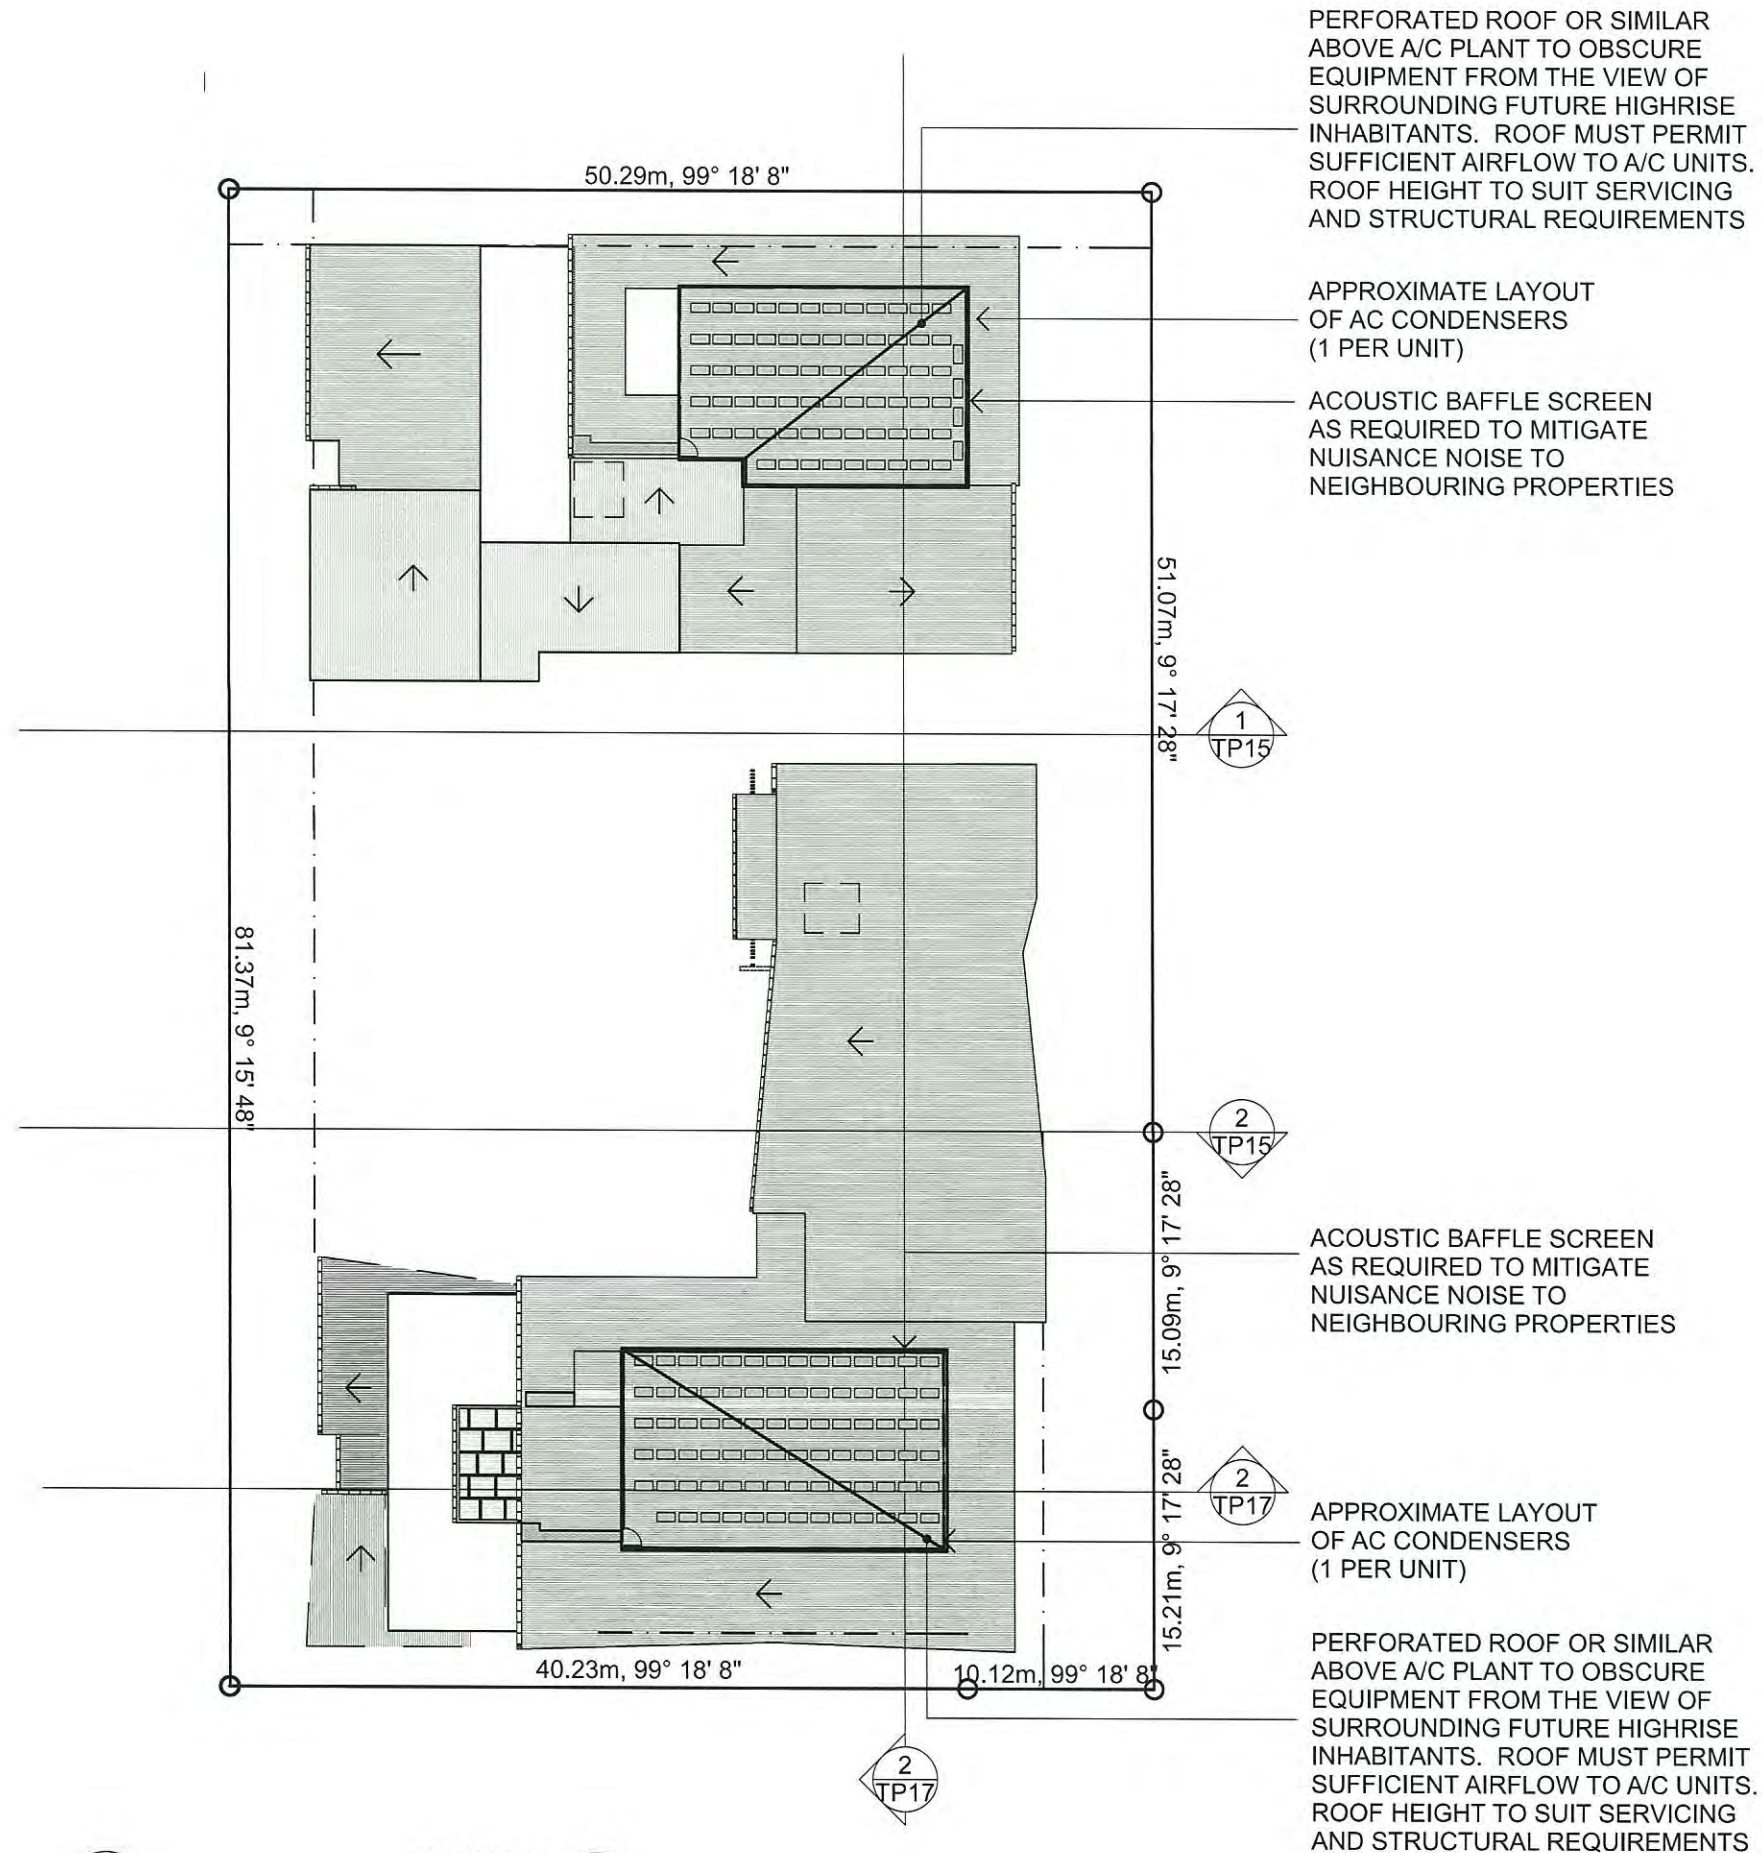 PERFORATED ROOF OR SIMILAR
ABOVE A/C PLANT TO OBSCURE
EQUIPMENT FROM THE VIEW OF
SURROUNDING FUTURE HIGHRISE
INHABITANTS. ROOF MUST PERMIT
SUFFICIENT AIRFLOW TO A/C UNITS.
ROOF HEIGHT TO SUIT SERVICING
AND STRUCTURAL REQUIREMENTS
50.29m, 99° 18' 8"
APPROXIMATE LAYOUT
OF AC CONDENSERS
(1 PER UNIT)
ACOUSTIC BAFFLE SCREEN
AS REQUIRED TO MITIGATE
NUISANCE NOISE TO
NEIGHBOURING PROPERTIES
51.07m, 9° 17' 28"
1
TP15
81.37m, 9° 15' 48"
2
TP15
15.09m, 9° 17' 28"
ACOUSTIC BAFFLE SCREEN
AS REQUIRED TO MITIGATE
NUISANCE NOISE TO
NEIGHBOURING PROPERTIES
2
TP17
15.21m, 9° 17' 28"
APPROXIMATE LAYOUT
OF AC CONDENSERS
(1 PER UNIT)
40.23m, 99° 18' 8"
10.12m, 99° 18' 8"
2
TP17
PERFORATED ROOF OR SIMILAR
ABOVE A/C PLANT TO OBSCURE
EQUIPMENT FROM THE VIEW OF
SURROUNDING FUTURE HIGHRISE
INHABITANTS. ROOF MUST PERMIT
SUFFICIENT AIRFLOW TO A/C UNITS.
ROOF HEIGHT TO SUIT SERVICING
AND STRUCTURAL REQUIREMENTS